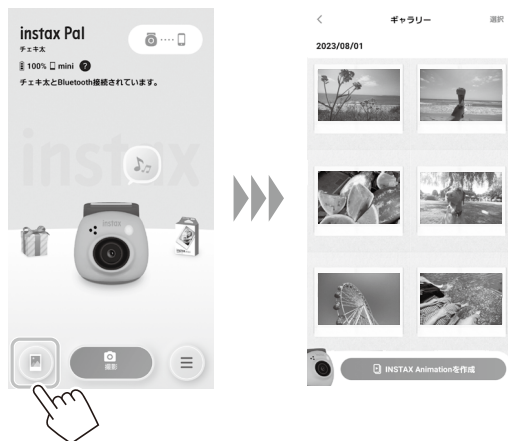 instax Pal
チェキ太
100% mini ?
チェキ太とBluetooth接続されています。
instax
instax
撮影
ギャラリー
選択
2023/08/01
INSTAX Animationを作成